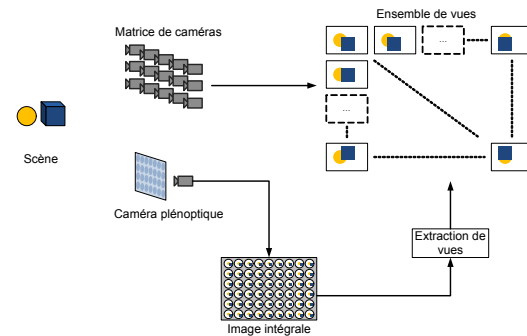 Matrice de caméras
Ensemble de vues
...
...
Scène
Caméra plénoptique
Extraction de
vues
Image intégrale